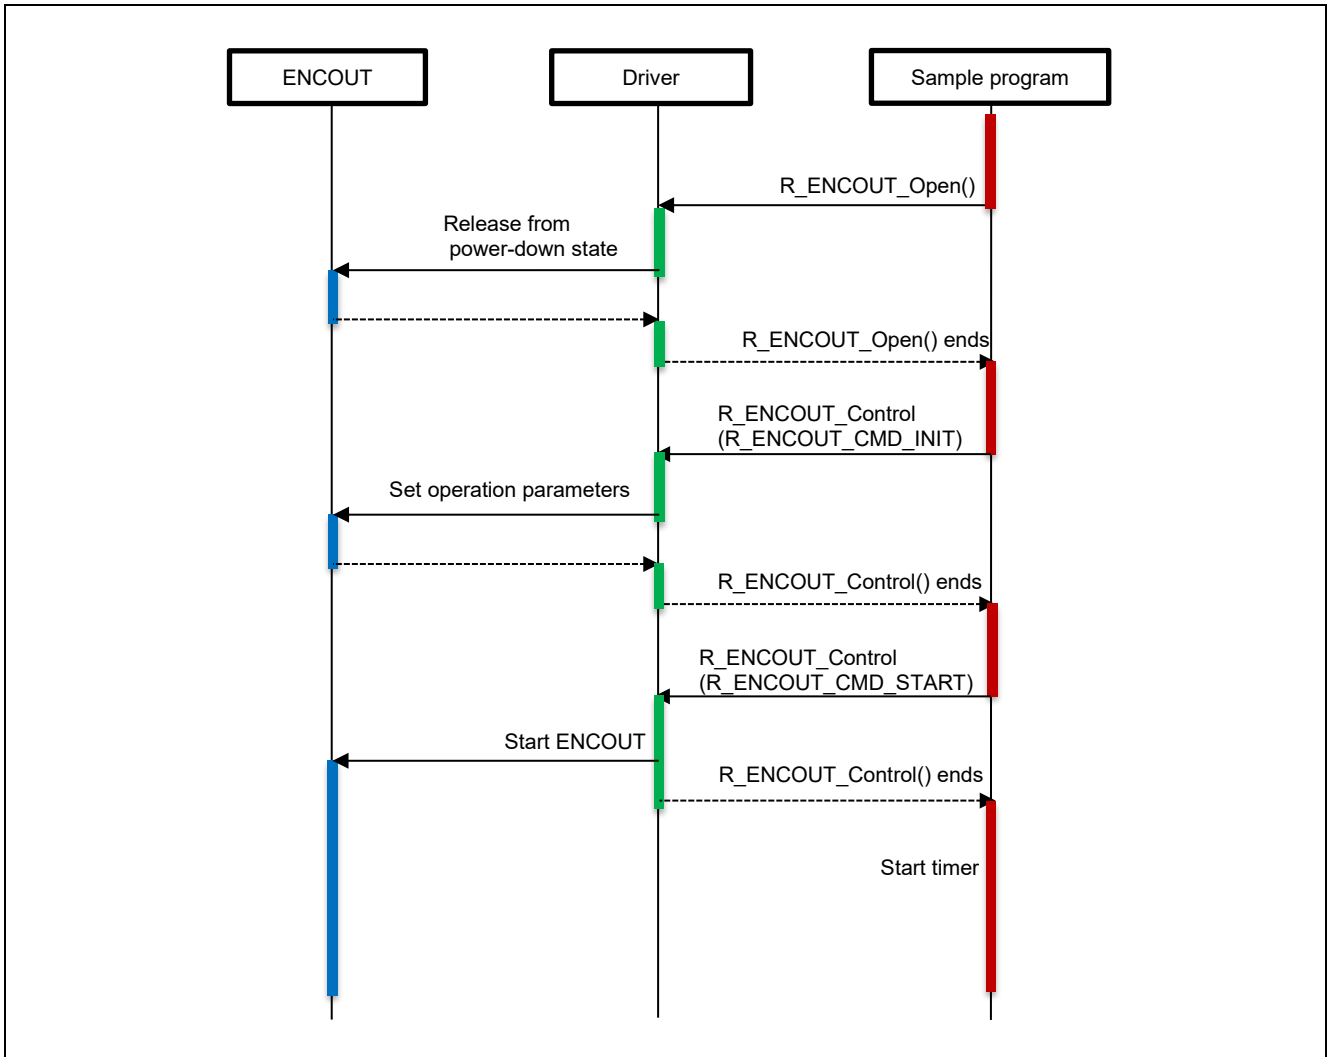 ENCOUT
Driver
Sample program
R_ENCOUT_Open()
Release from
power-down state
R_ENCOUT_Open() ends
R_ENCOUT_Control
(R_ENCOUT_CMD_INIT)
Set operation parameters
R_ENCOUT_Control() ends
R_ENCOUT_Control
(R_ENCOUT_CMD_START)
Start ENCOUT
R_ENCOUT_Control() ends
Start timer